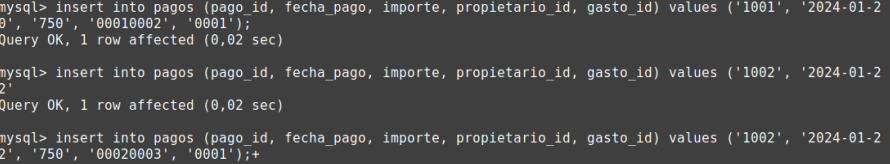 mysql> insert into pagos (pago_id, fecha_pago, importe, propietario_id, gasto_id) values ('1001', '2024-01-2
0', '750', '00010002', '0001');
Query OK, 1 row affected (0,02 sec)
mysql> insert into pagos (pago_id, fecha_pago, importe, propietario_id, gasto_id) values ('1002', '2024-01-2
2'
Query OK, 1 row affected (0,02 sec)
mysql> insert into pagos (pago_id, fecha_pago, importe, propietario_id, gasto_id) values ('1002', '2024-01-2
2', '750', '00020003', '0001');+